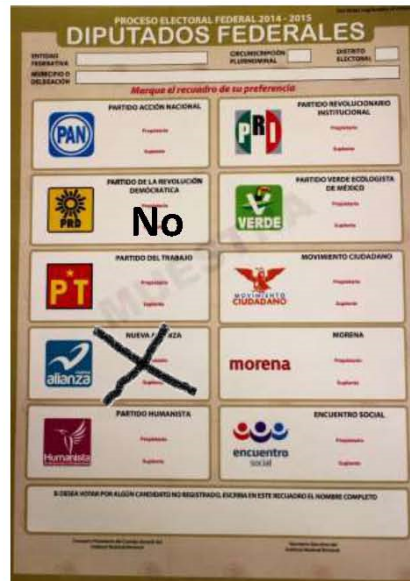 PROCESO ELECTORAL FEDERAL 2014 - 2015
DIPUTADOS FEDERALES
ENTIDAD FEDERATIVA
CIRCUNSCRIPCIÓN PLURINOMINAL
DISTRITO ELECTORAL
MUNICIPIO O DELEGACIÓN
Marque el recuadro de su preferencia
PARTIDO ACCIÓN NACIONAL
PAN
Propietario
Suplente
PARTIDO REVOLUCIONARIO
INSTITUCIONAL
PRI
Propietario
Suplente
PARTIDO DE LA REVOLUCIÓN
DEMOCRÁTICA
PRD
Propietario
No
PARTIDO VERDE ECOLOGISTA
DE MÉXICO
VERDE
Propietario
Suplente
PARTIDO DEL TRABAJO
PT
Propietario
Suplente
MOVIMIENTO CIUDADANO
MOVIMIENTO
CIUDADANO
Propietario
Suplente
MUESTRA
NUEVA
alianza
Suplente
MORENA
morena
Propietario
Suplente
PARTIDO HUMANISTA
Humanista
Propietario
Suplente
ENCUENTRO SOCIAL
encuentro
social
Propietario
Suplente
SI DESEA VOTAR POR ALGÚN CANDIDATO NO REGISTRADO, ESCRIBA EN ESTE RECUADRO EL NOMBRE COMPLETO